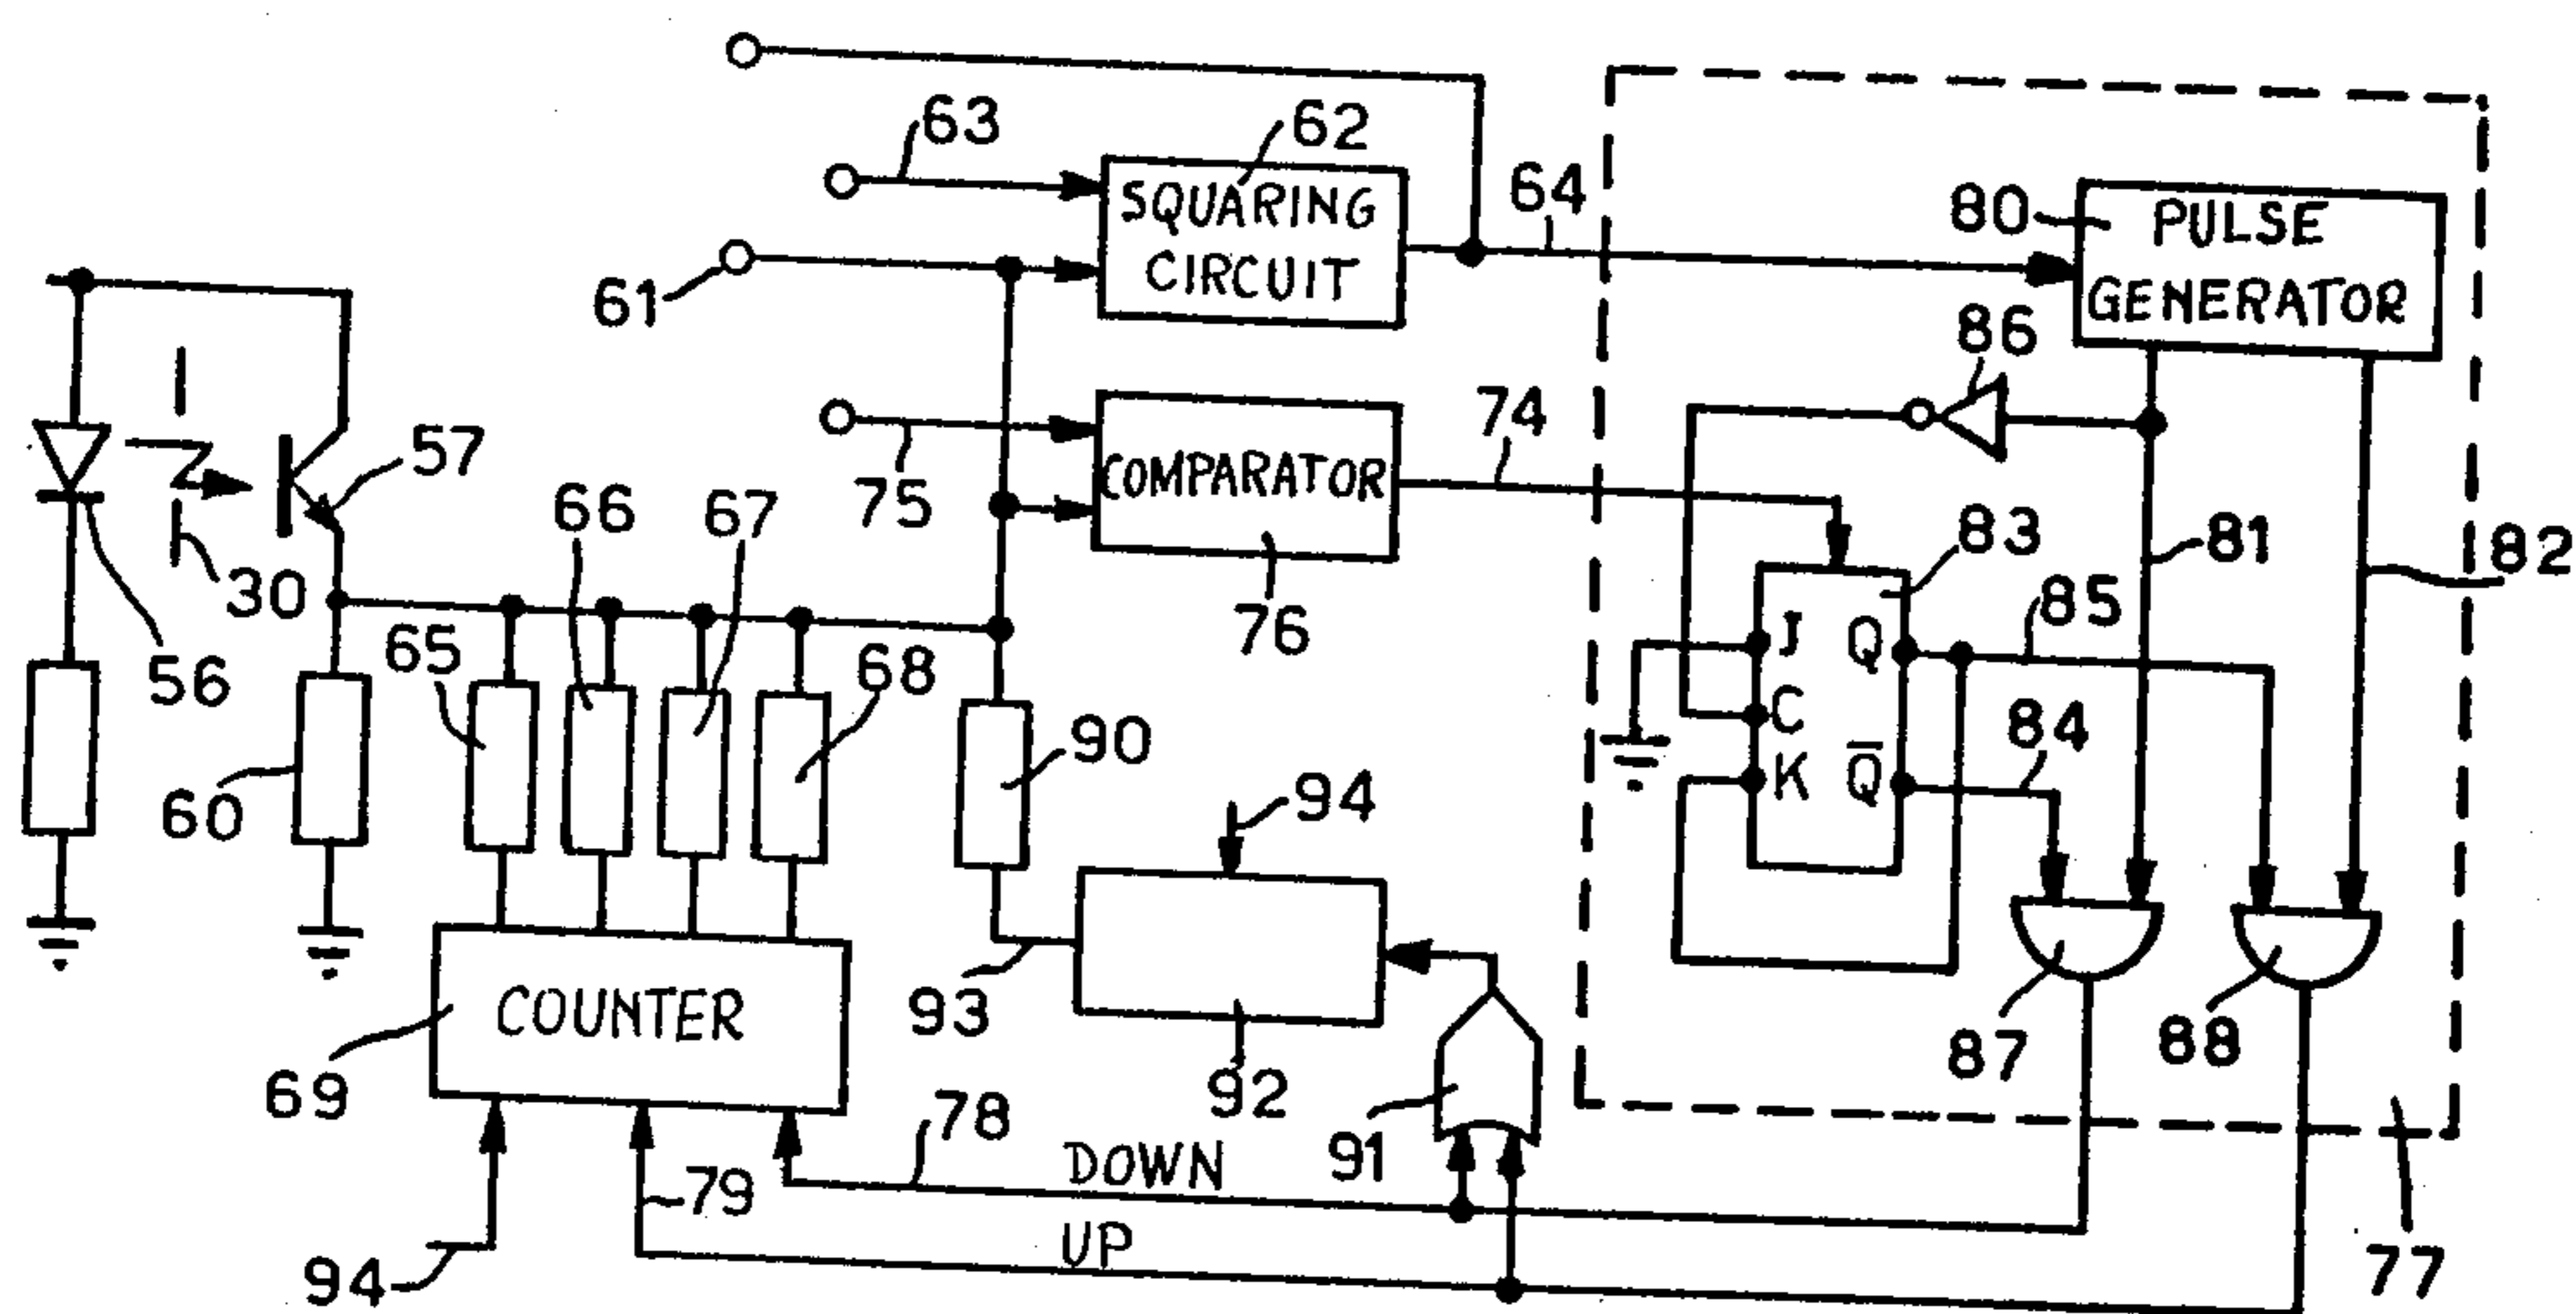 63
62
SQUARING
CIRCUIT
64
80
PULSE
GENERATOR
61
86
57
75
COMPARATOR
74
66
67
83
81
82
30
76
85
56
65
68
J
Q
C
K
Q̅
84
60
90
94
COUNTER
93
87
88
69
92
91
78
DOWN
79
UP
94
77